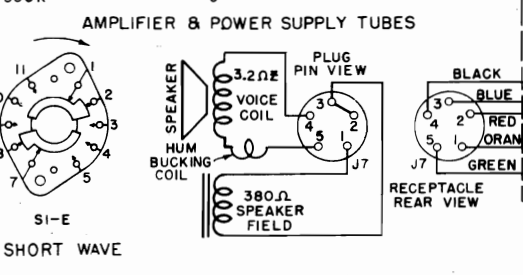 AMPLIFIER & POWER SUPPLY TUBES
11
1
2
3
4
5
7
S1-E
SHORT WAVE
SPEAKER
3.2Ω±
VOICE
COIL
HUM
BUCKING
COIL
380Ω
SPEAKER
FIELD
PLUG
PIN VIEW
3
4
2
5
1
J7
BLACK
BLUE
RED
ORAN
GREEN
3
4
2
5
1
J7
RECEPTACLE
REAR VIEW